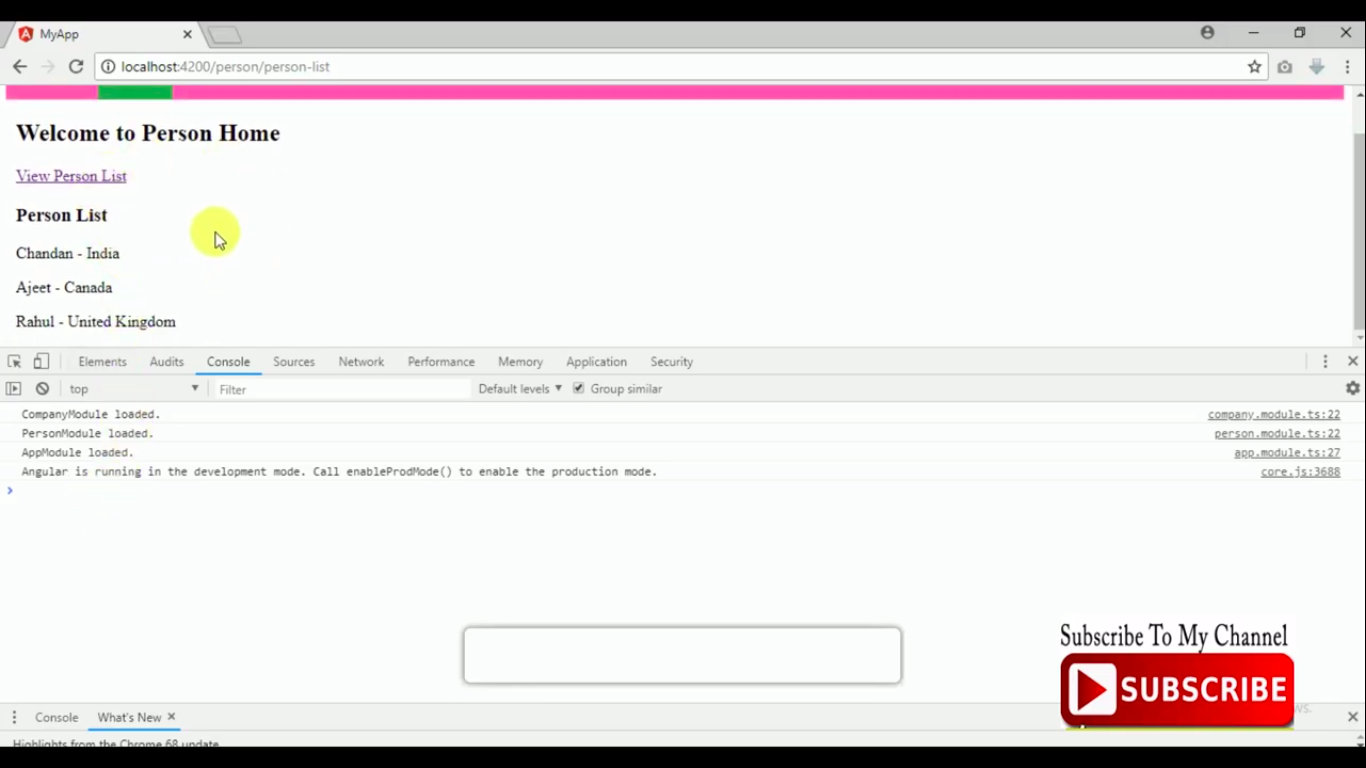 MyApp
localhost:4200/person/person-list
Welcome to Person Home
View Person List
Person List
Chandan - India
Ajeet - Canada
Rahul - United Kingdom
Elements Audits Console Sources Network Performance Memory Application Security
top Filter Default levels Group similar
CompanyModule loaded. company.module.ts:22
PersonModule loaded. person.module.ts:22
AppModule loaded. app.module.ts:27
Angular is running in the development mode. Call enableProdMode() to enable the production mode. core.js:3688
Subscribe To My Channel
SUBSCRIBE
Console What's New
Highlights from the Chrome 68 update